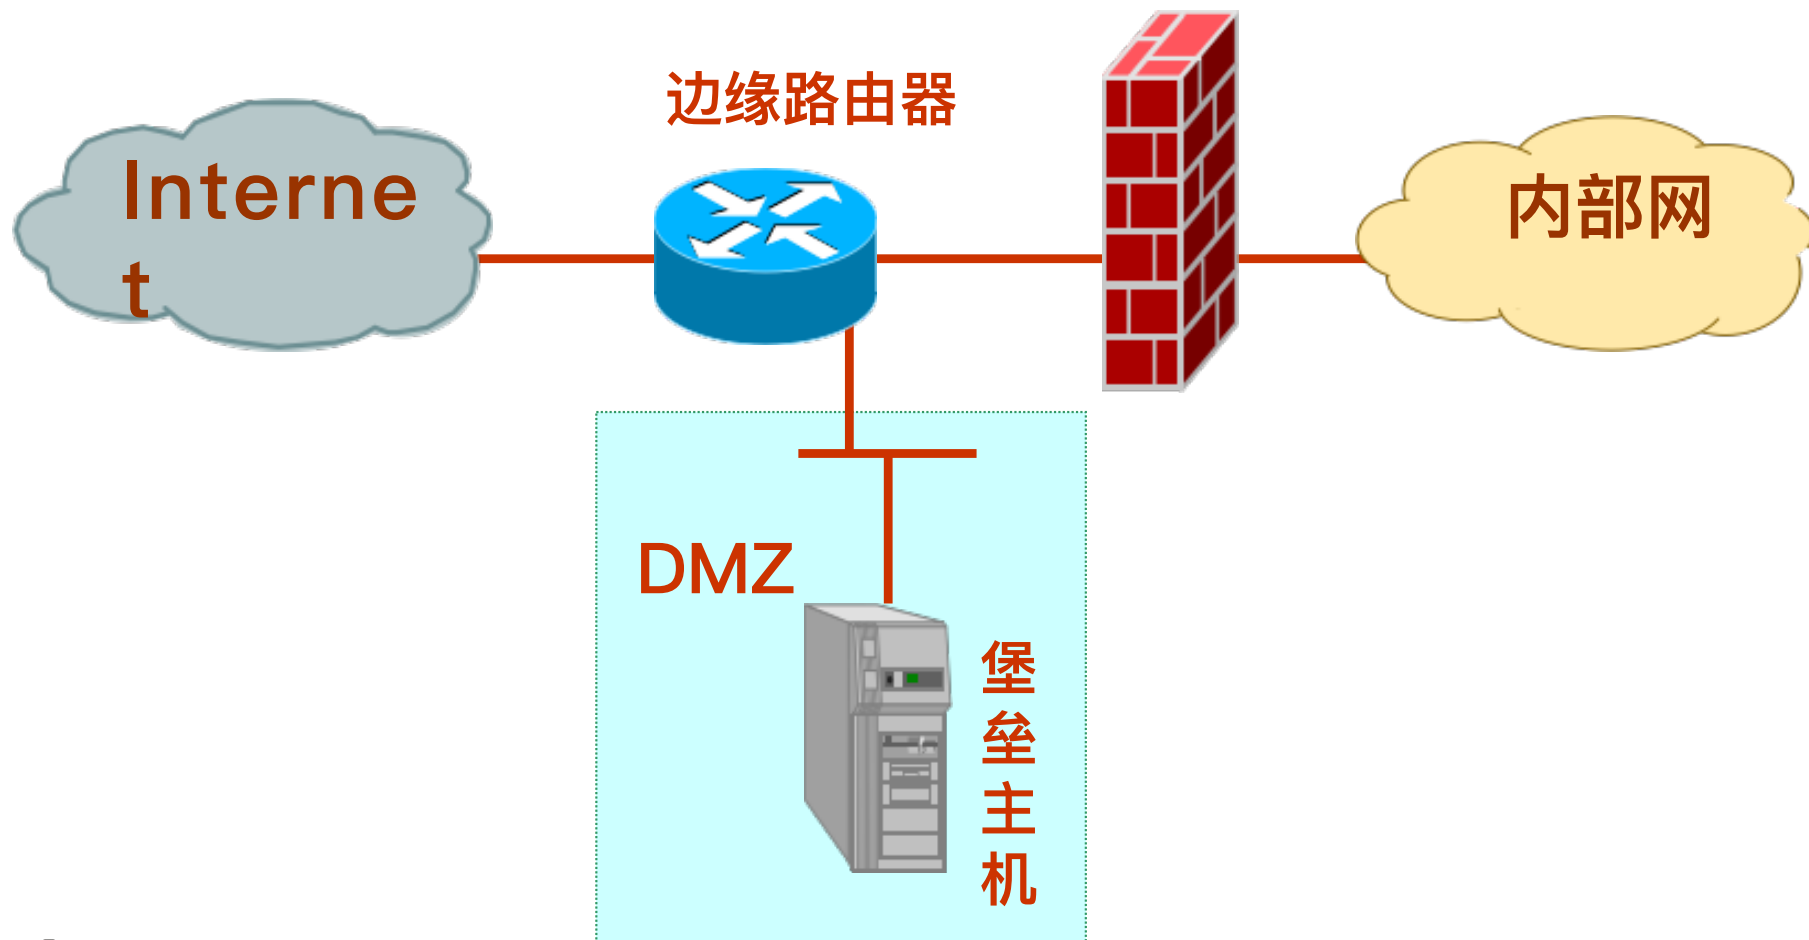 边缘路由器
Interne
t
内部网
DMZ
堡
垒
主
机